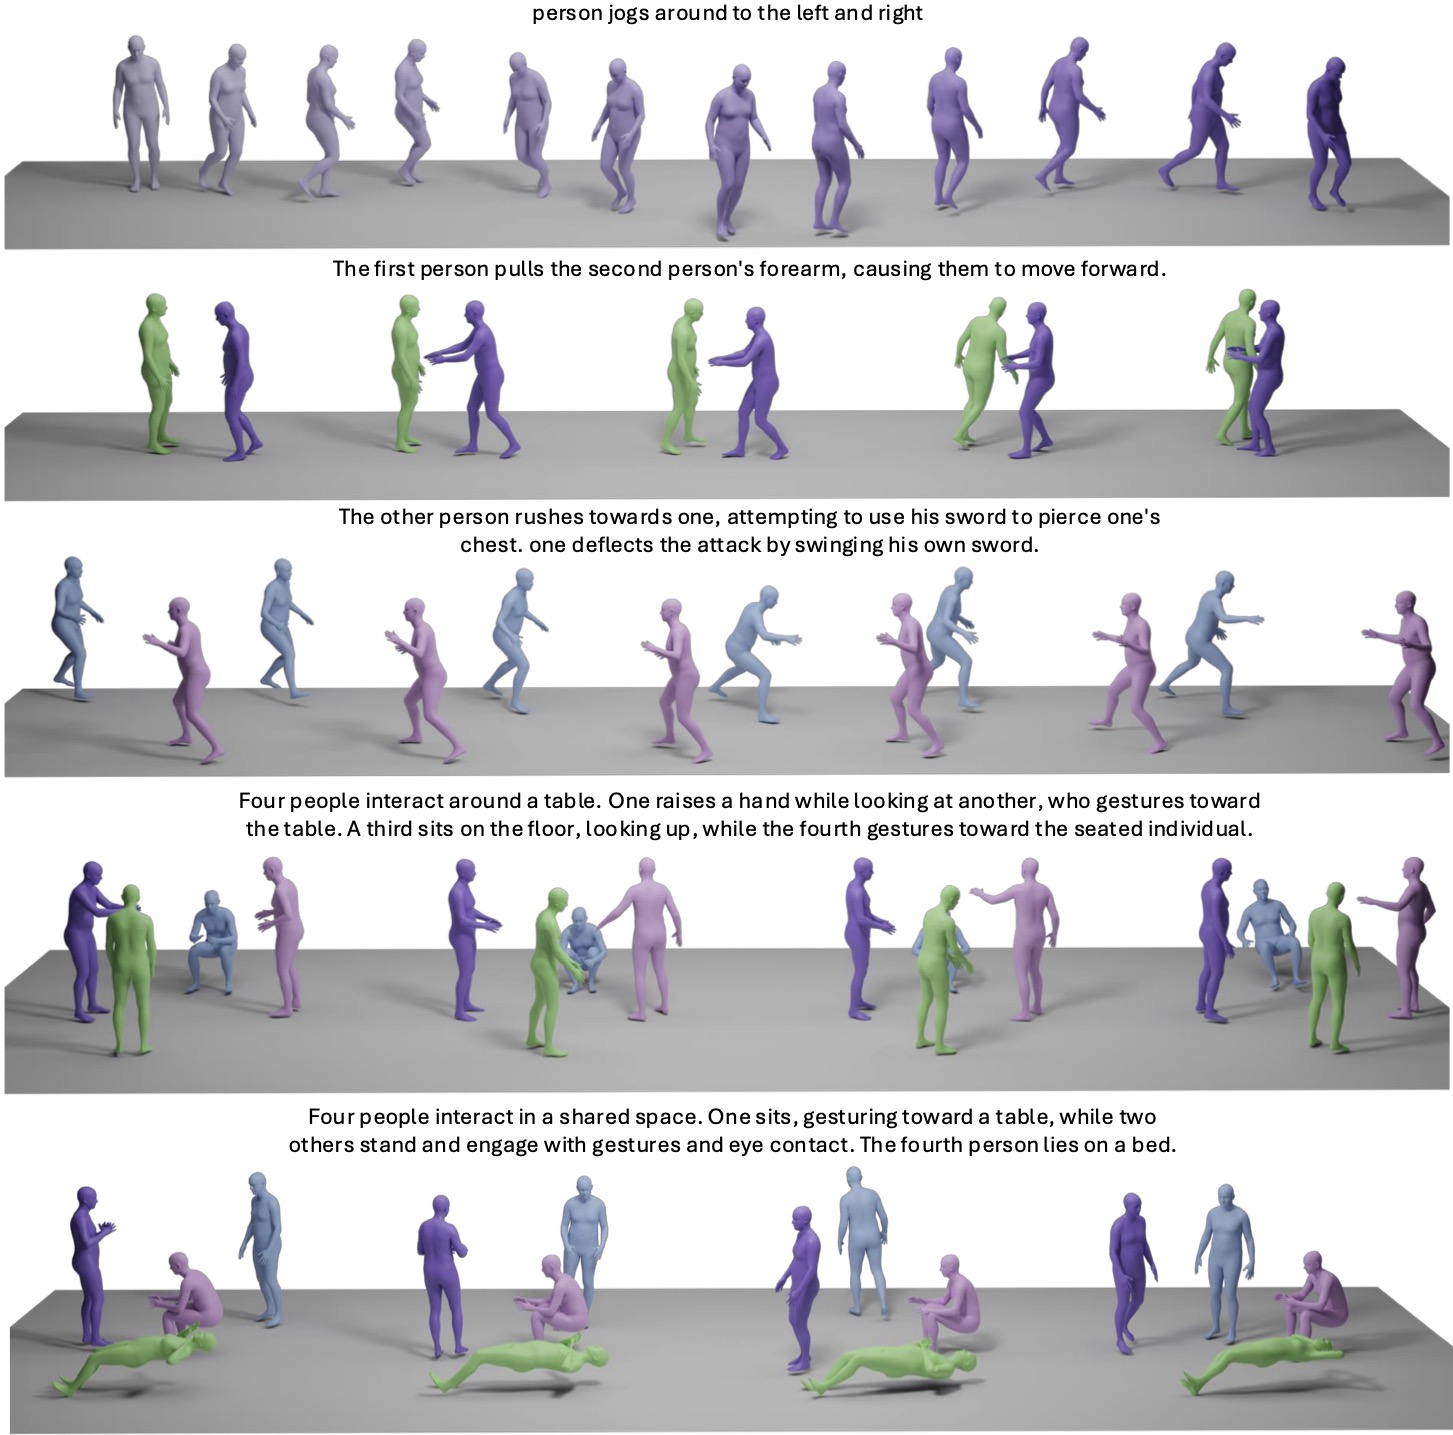 person jogs around to the left and right
The first person pulls the second person's forearm, causing them to move forward.
The other person rushes towards one, attempting to use his sword to pierce one's
chest. one deflects the attack by swinging his own sword.
Four people interact around a table. One raises a hand while looking at another, who gestures toward
the table. A third sits on the floor, looking up, while the fourth gestures toward the seated individual.
Four people interact in a shared space. One sits, gesturing toward a table, while two
others stand and engage with gestures and eye contact. The fourth person lies on a bed.